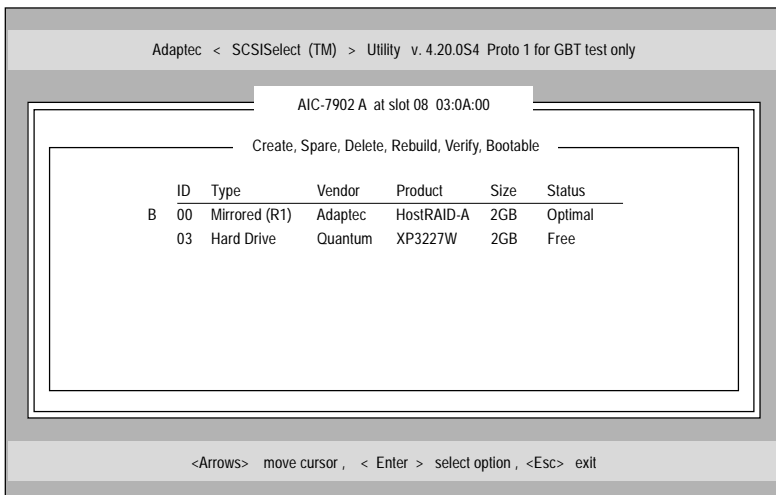 Adaptec < SCSISelect (TM) > Utility v. 4.20.0S4 Proto 1 for GBT test only
AIC-7902 A at slot 08 03:0A:00
Create, Spare, Delete, Rebuild, Verify, Bootable
ID Type Vendor Product Size Status
B 00 Mirrored (R1) Adaptec HostRAID-A 2GB Optimal
03 Hard Drive Quantum XP3227W 2GB Free
<Arrows> move cursor , < Enter > select option , <Esc> exit